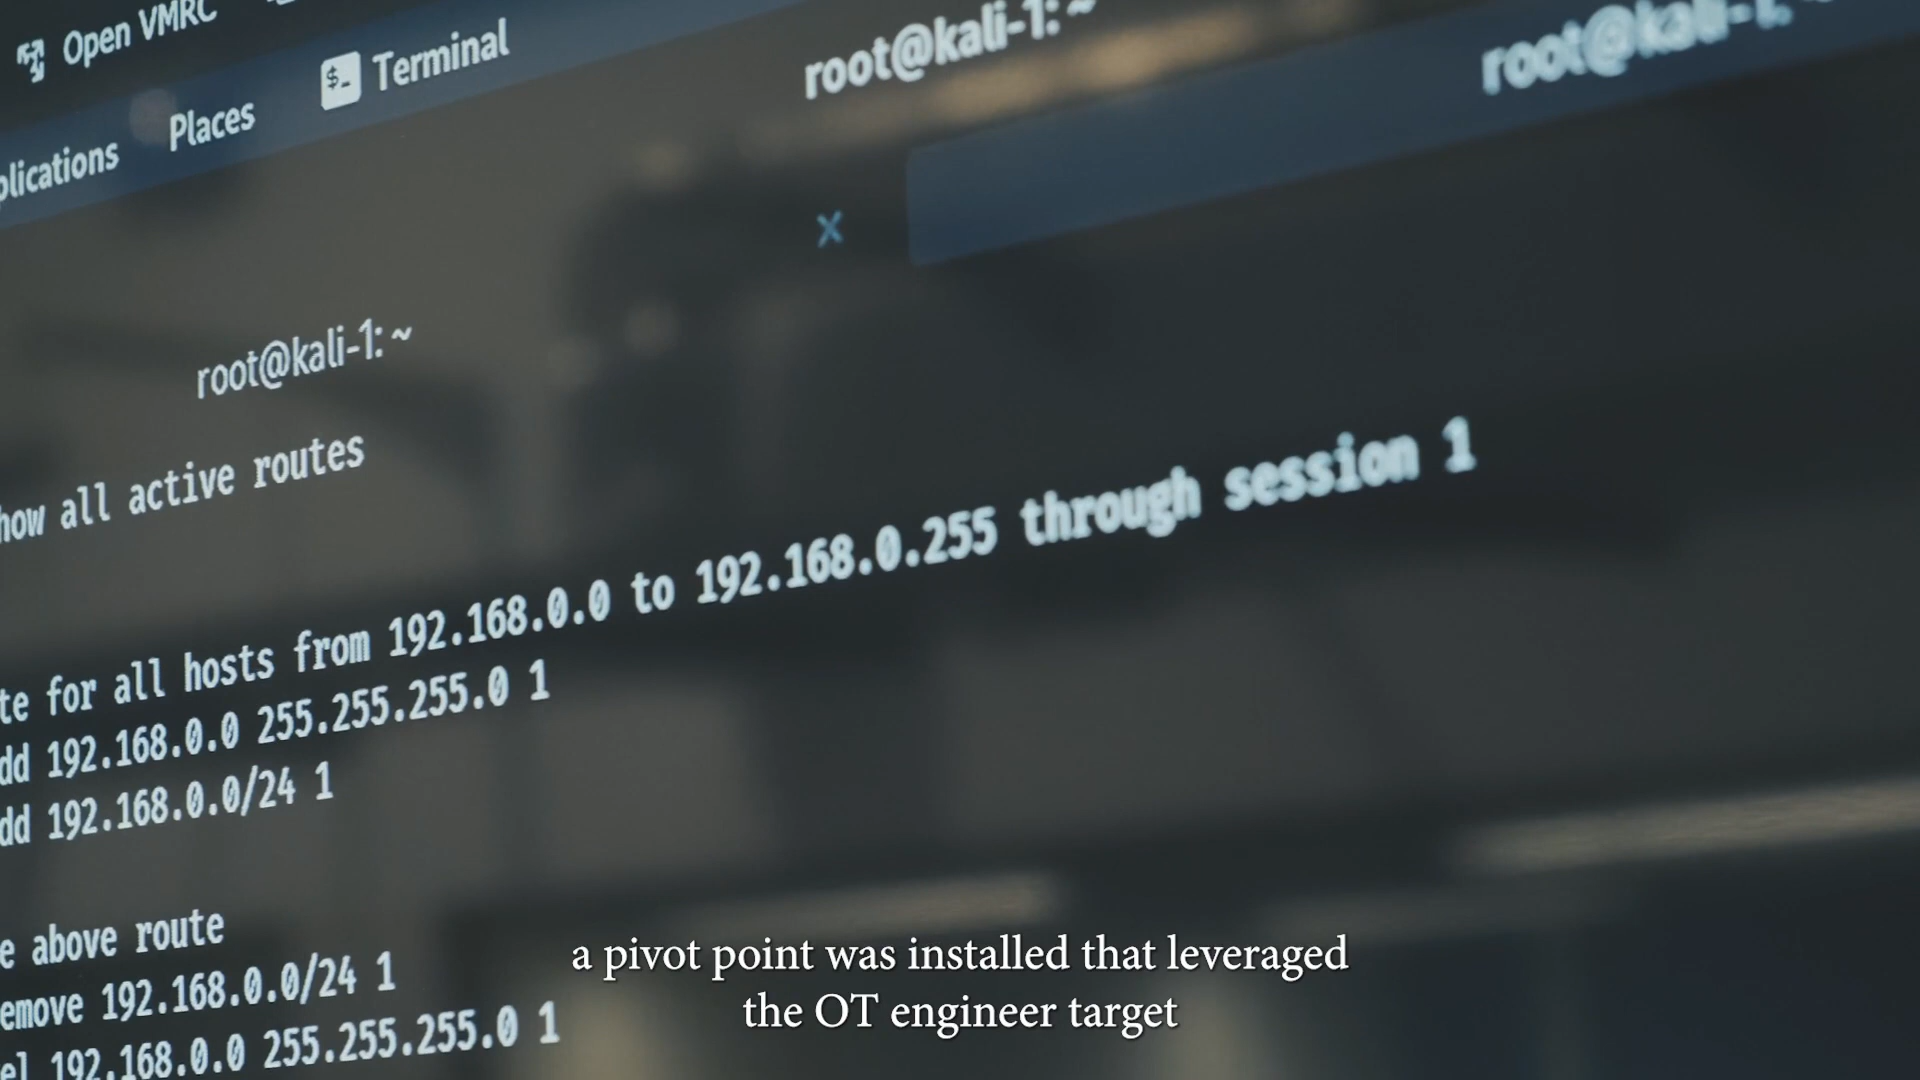 Open VMRC
plications Places Terminal
root@kali-1: ~
root@kali-1: ~
x
root@kali-1: ~
how all active routes
te for all hosts from 192.168.0.0 to 192.168.0.255 through session 1
dd 192.168.0.0 255.255.255.0 1
dd 192.168.0.0/24 1
e above route
emove 192.168.0.0/24 1
el 192.168.0.0 255.255.255.0 1
a pivot point was installed that leveraged
the OT engineer target